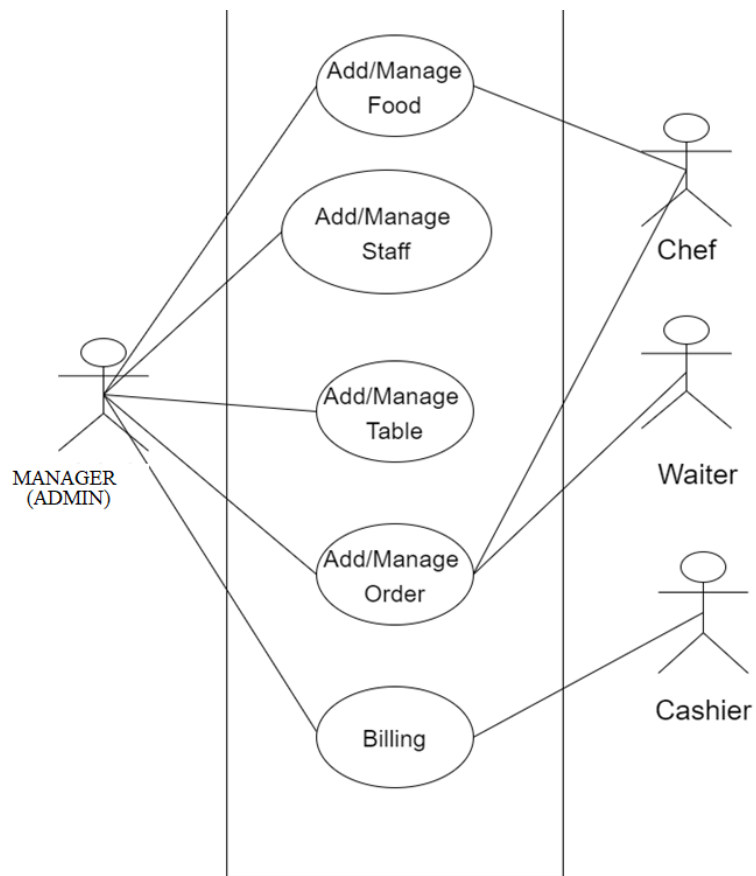 Add/Manage
Food
Add/Manage
Staff
Add/Manage
Table
Add/Manage
Order
Billing
MANAGER
(ADMIN)
Chef
Waiter
Cashier